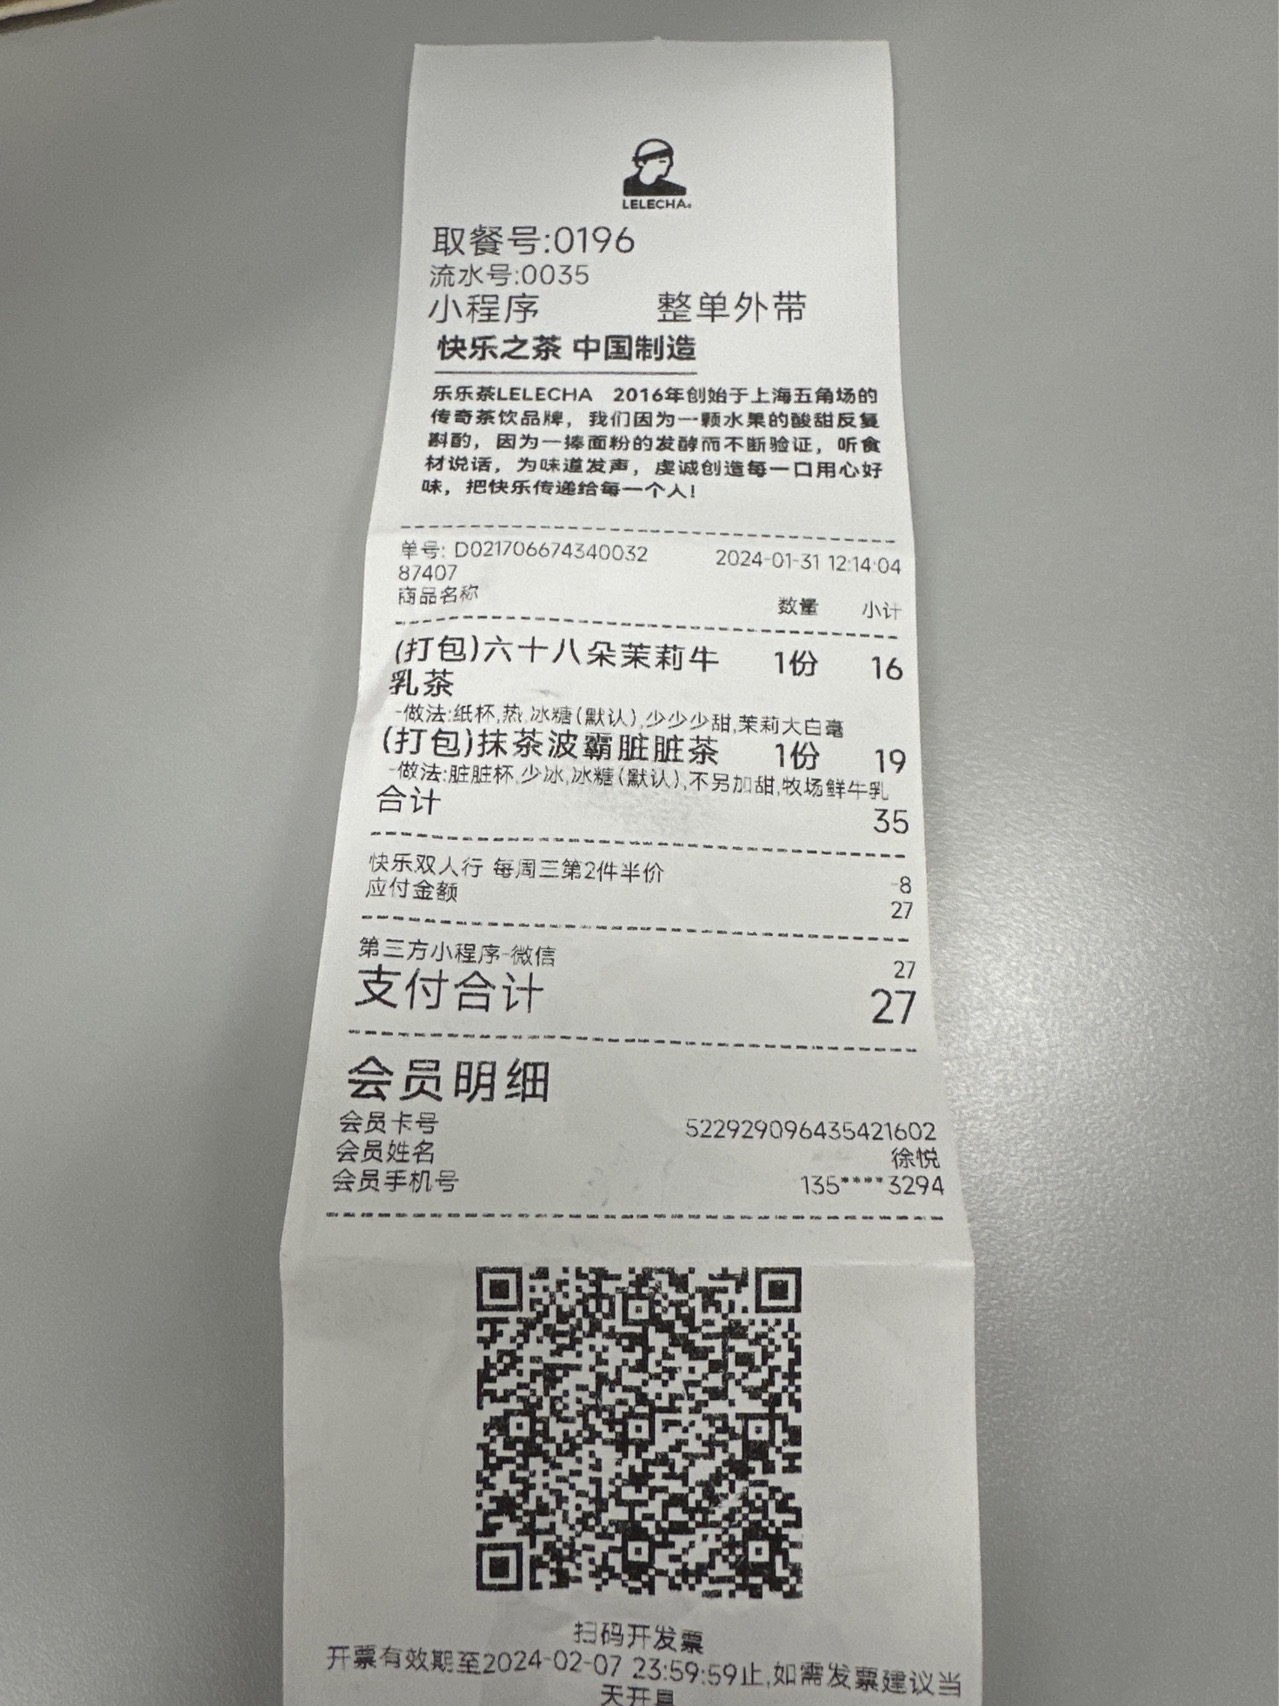 LELECHA
取餐号:0196
流水号:0035
小程序 整单外带
快乐之茶 中国制造
乐乐茶LELECHA 2016年创始于上海五角场的
传奇茶饮品牌，我们因为一颗水果的酸甜反复
斟酌，因为一捧面粉的发酵而不断验证，听食
材说话，为味道发声，虔诚创造每一口用心好
味，把快乐传递给每一个人！
单号: D021706674340032 2024-01-31 12:14:04
87407
商品名称 数量 小计
(打包)六十八朵茉莉牛 1份 16
乳茶
-做法:纸杯,热,冰糖(默认),少少少甜,茉莉大白毫
(打包)抹茶波霸脏脏茶 1份 19
-做法:脏脏杯,少冰,冰糖(默认),不另加甜,牧场鲜牛乳
合计 35
快乐双人行 每周三第2件半价 -8
应付金额 27
第三方小程序-微信 27
支付合计 27
会员明细
会员卡号 522929096435421602
会员姓名 徐悦
会员手机号 135****3294
扫码开发票
开票有效期至2024-02-07 23:59:59止,如需发票建议当
天开具